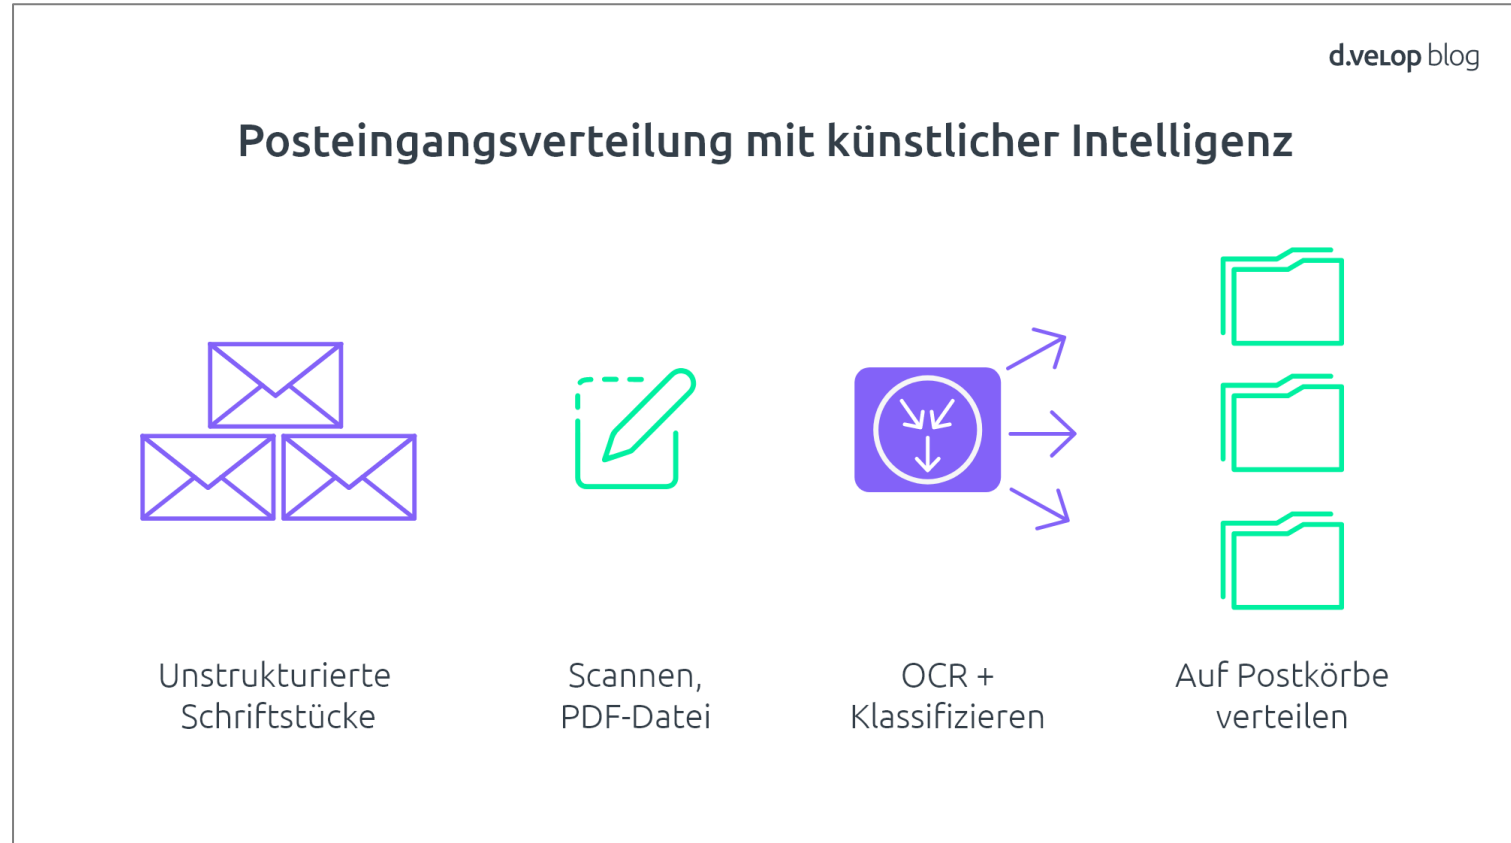 d.velop blog
Posteingangsverteilung mit künstlicher Intelligenz
Unstrukturierte
Schriftstücke
Scannen,
PDF-Datei
OCR +
Klassifizieren
Auf Postkörbe
verteilen